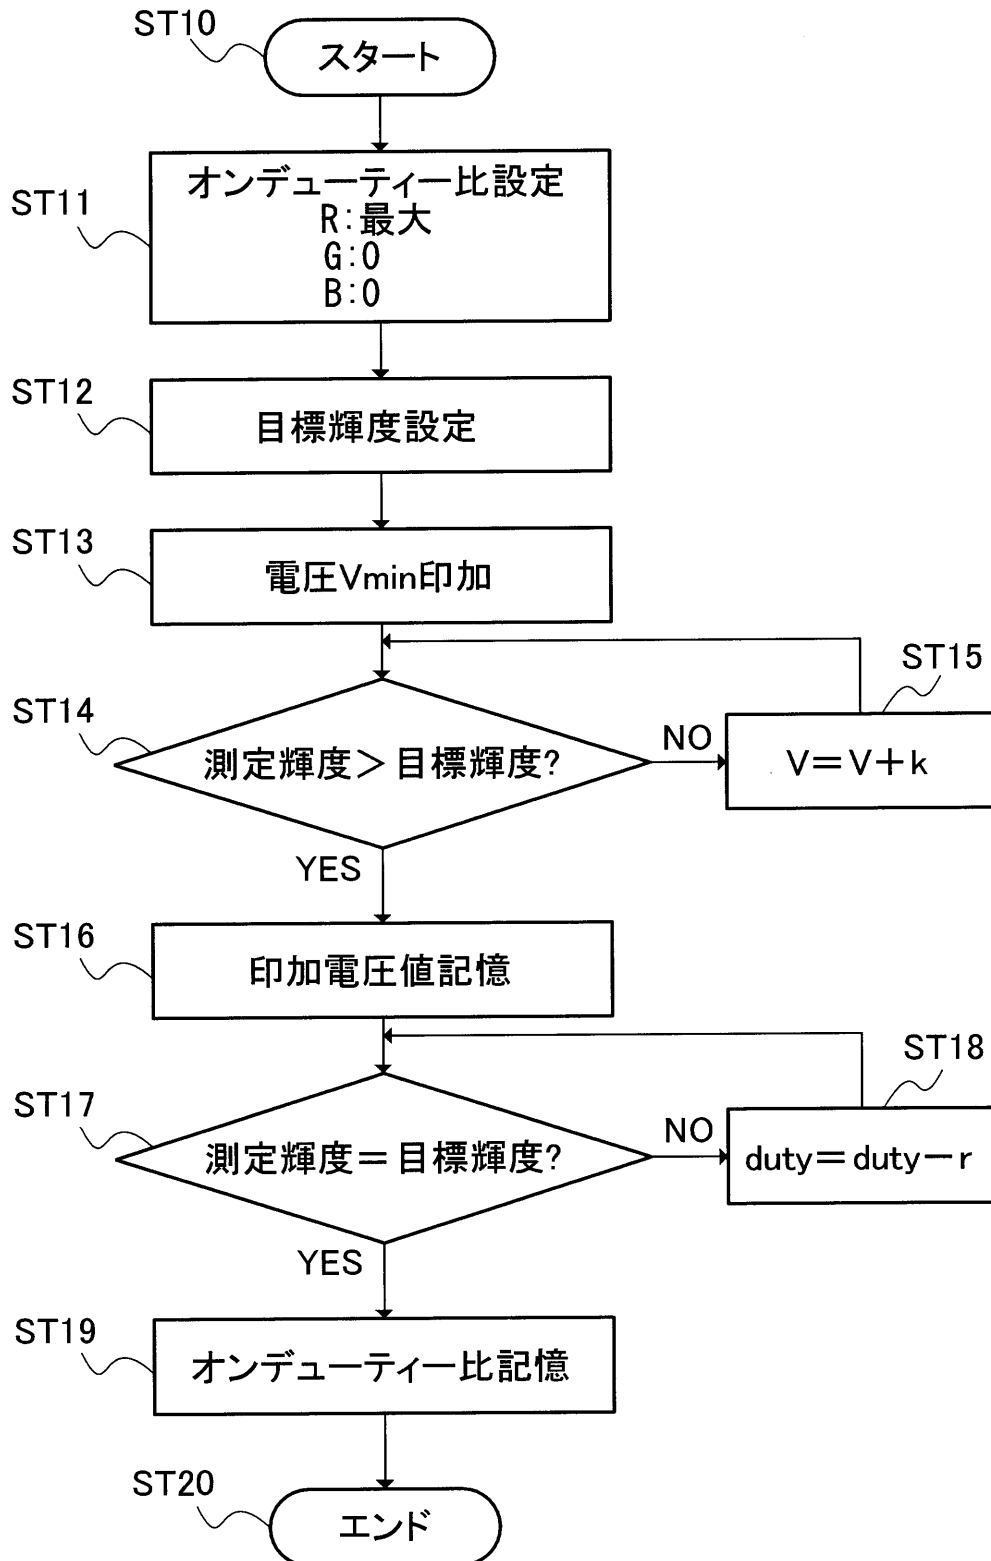 ST10
スタート
ST11
オンデューティー比設定
R:最大
G:0
B:0
ST12
目標輝度設定
ST13
電圧Vmin印加
ST15
V=V+k
ST14
測定輝度>目標輝度?
NO
YES
ST16
印加電圧値記憶
ST18
duty=duty-r
ST17
測定輝度=目標輝度?
NO
YES
ST19
オンデューティー比記憶
ST20
エンド